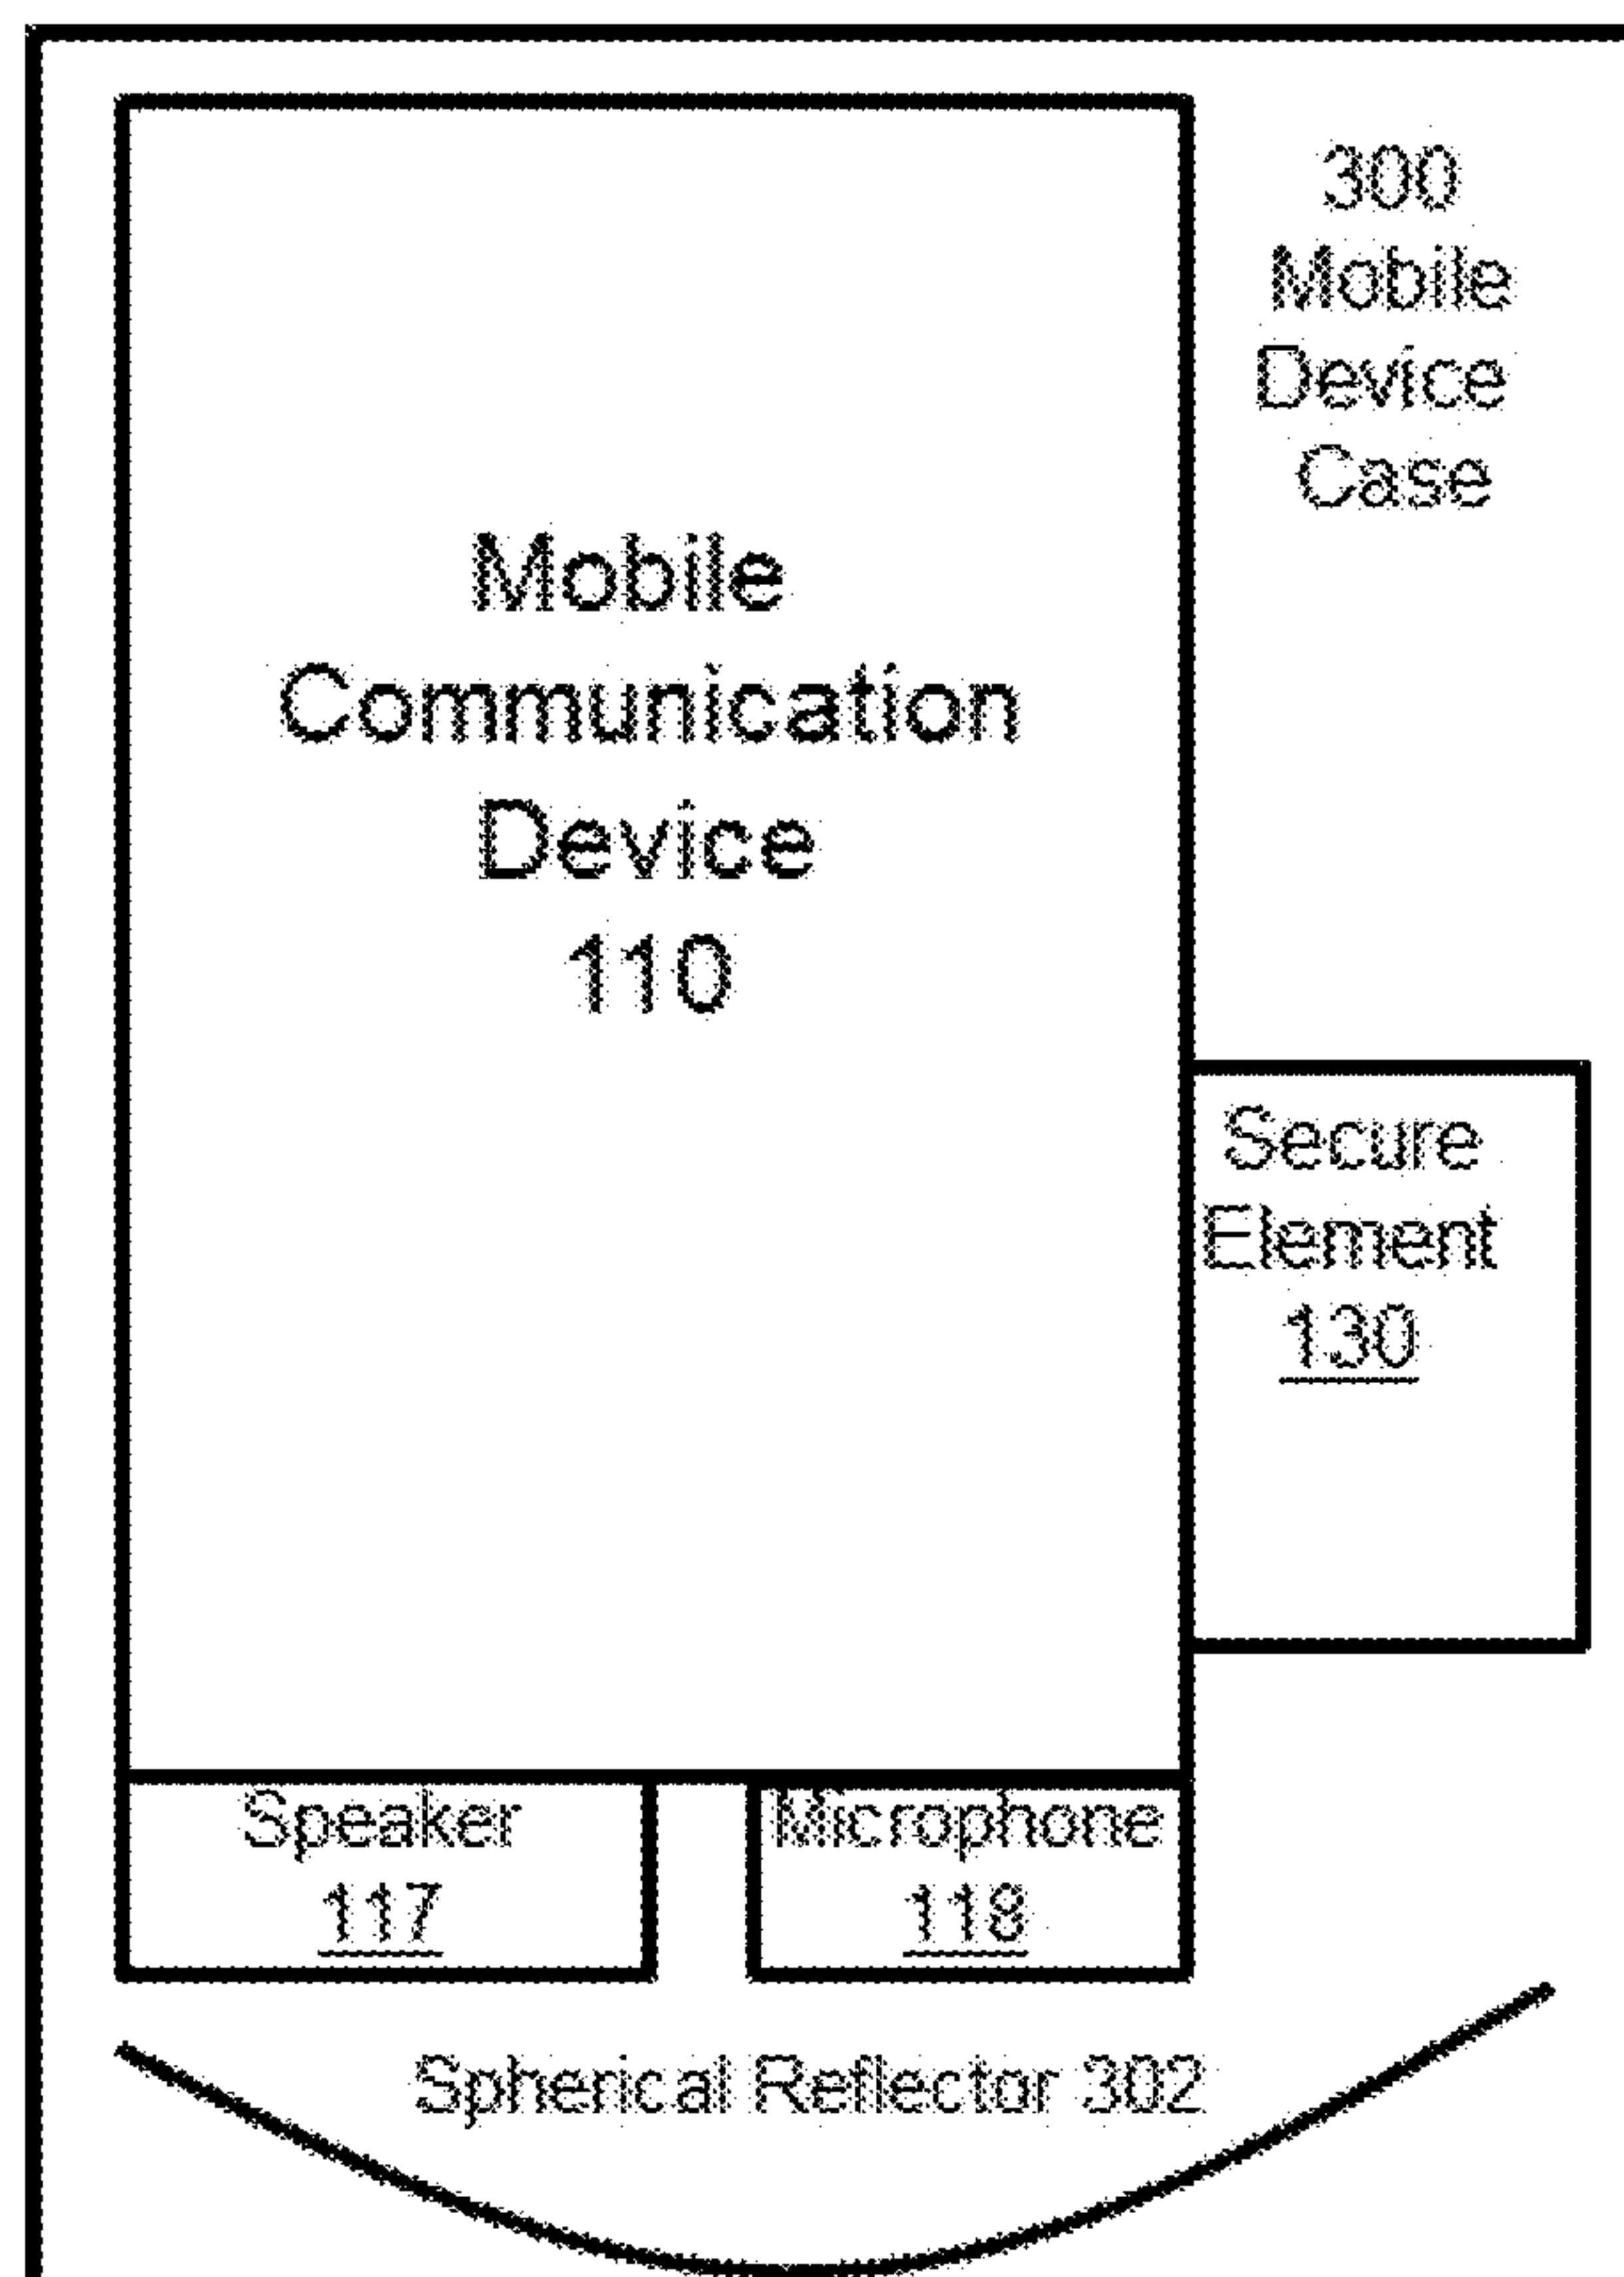 300
Mobile
Device
Case
Mobile
Communication
Device
110
Secure
Element
130
Speaker
117
Microphone
118
Spherical Reflector 302